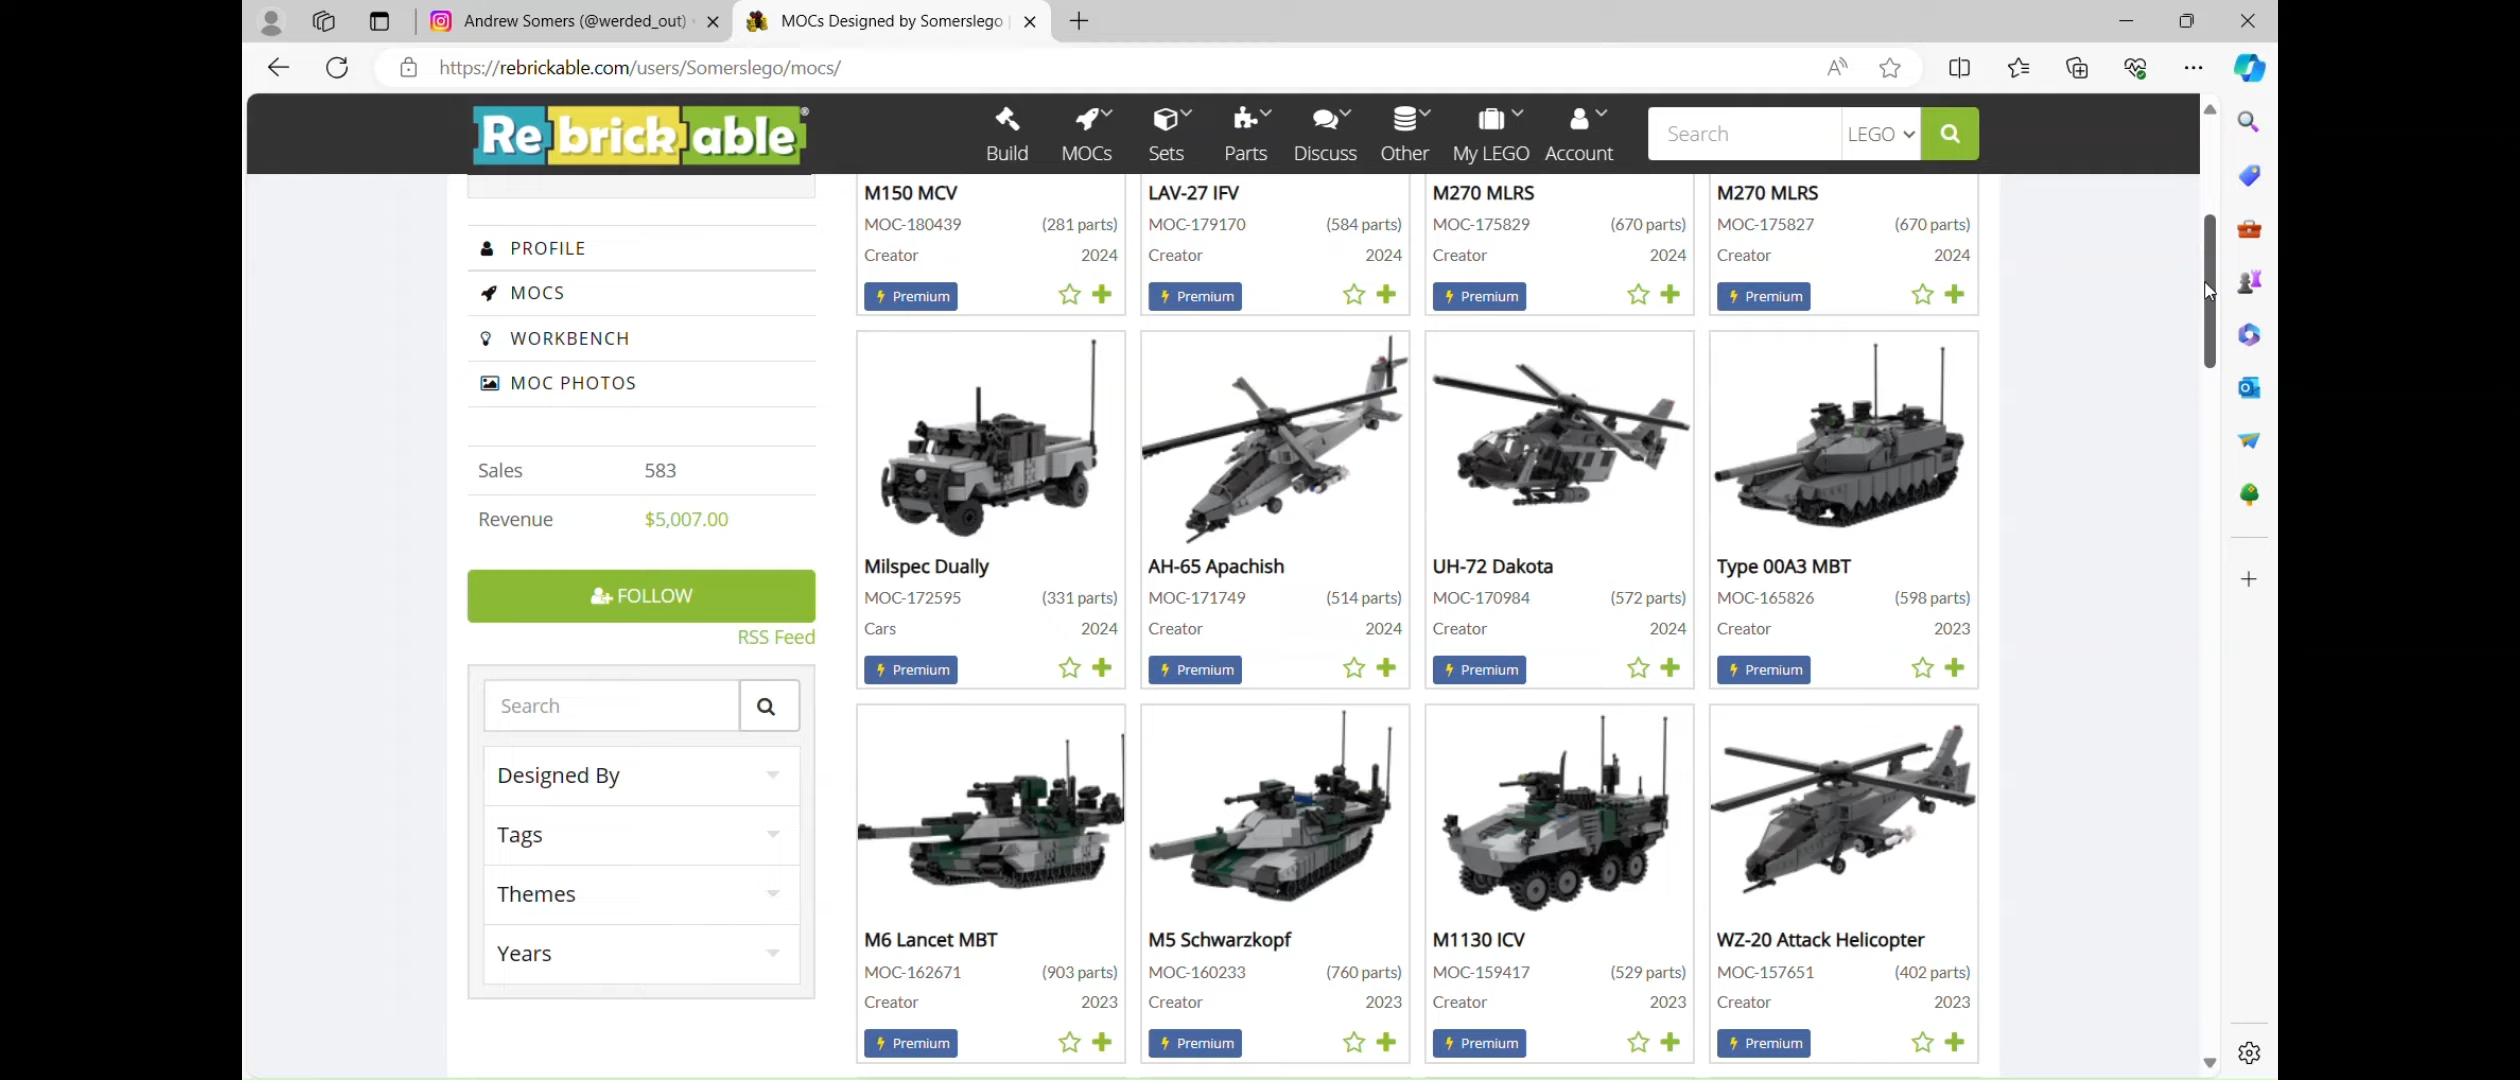 Andrew Somers (@werded_out)
MOCs Designed by Somerslego
https://rebrickable.com/users/Somerslego/mocs/
Rebrickable®
Build
MOCs
Sets
Parts
Discuss
Other
My LEGO
Account
Search
LEGO
PROFILE
MOCS
WORKBENCH
MOC PHOTOS
Sales 583
Revenue $5,007.00
FOLLOW
RSS Feed
Search
Designed By
Tags
Themes
Years
M150 MCV
MOC-180439 (281 parts)
Creator 2024
Premium
LAV-27 IFV
MOC-179170 (584 parts)
Creator 2024
Premium
M270 MLRS
MOC-175829 (670 parts)
Creator 2024
Premium
M270 MLRS
MOC-175827 (670 parts)
Creator 2024
Premium
Milspec Dually
MOC-172595 (331 parts)
Cars 2024
Premium
AH-65 Apachish
MOC-171749 (514 parts)
Creator 2024
Premium
UH-72 Dakota
MOC-170984 (572 parts)
Creator 2024
Premium
Type 00A3 MBT
MOC-165826 (598 parts)
Creator 2023
Premium
M6 Lancet MBT
MOC-162671 (903 parts)
Creator 2023
Premium
M5 Schwarzkopf
MOC-160233 (760 parts)
Creator 2023
Premium
M1130 ICV
MOC-159417 (529 parts)
Creator 2023
Premium
WZ-20 Attack Helicopter
MOC-157651 (402 parts)
Creator 2023
Premium